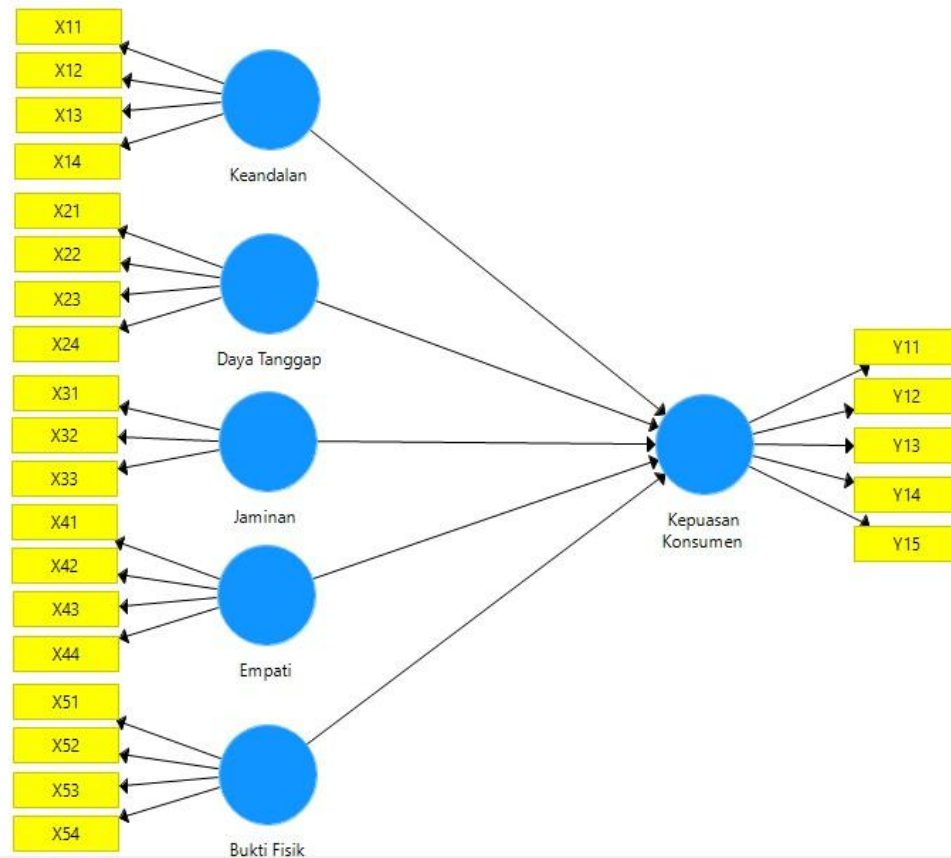 X11
X12
X13
X14
Keandalan
X21
X22
X23
X24
Daya Tanggap
X31
X32
X33
Jaminan
X41
X42
X43
X44
Empati
X51
X52
X53
X54
Bukti Fisik
Kepuasan
Konsumen
Y11
Y12
Y13
Y14
Y15